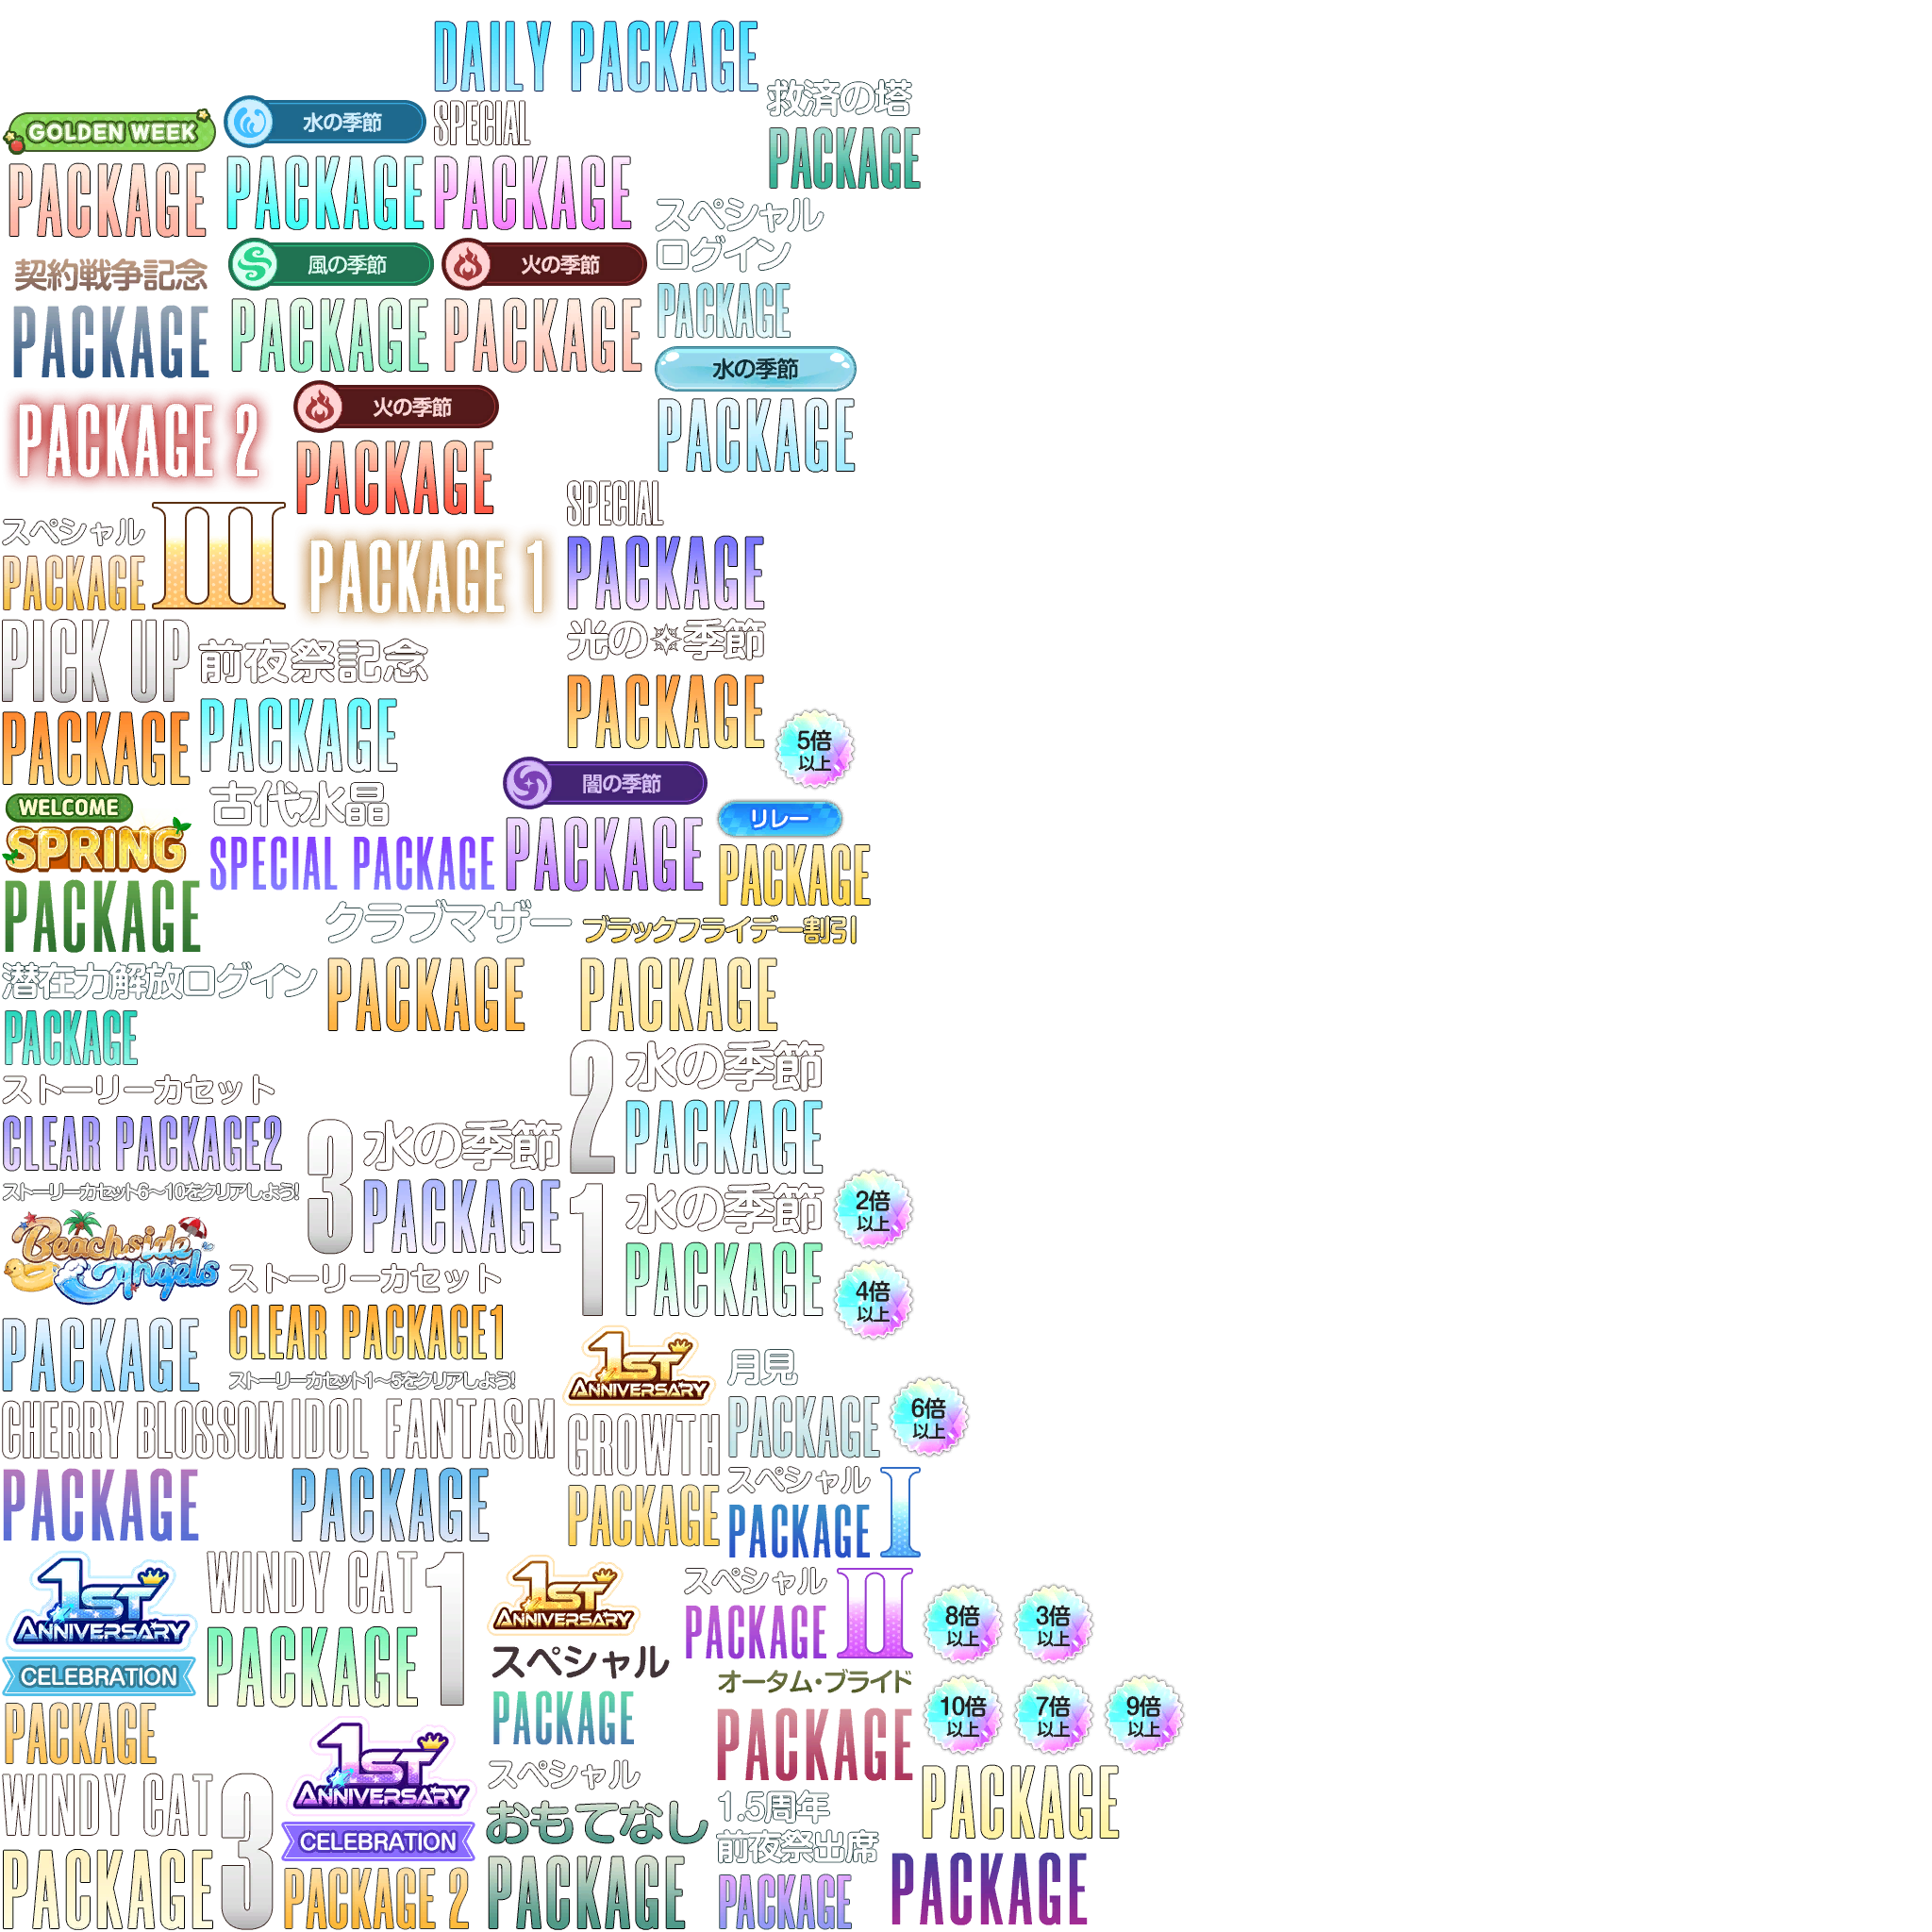 DAILY PACKAGE
救済の塔
PACKAGE
GOLDEN WEEK
PACKAGE
水の季節
PACKAGE
SPECIAL
PACKAGE
スペシャル
ログイン
PACKAGE
契約戦争記念
PACKAGE
風の季節
PACKAGE
火の季節
PACKAGE
水の季節
PACKAGE
PACKAGE 2
火の季節
PACKAGE
スペシャル
PACKAGE
III
PACKAGE 1
SPECIAL
PACKAGE
PICK UP
PACKAGE
前夜祭記念
PACKAGE
光の季節
PACKAGE
5倍
以上
WELCOME
SPRING
PACKAGE
古代水晶
SPECIAL PACKAGE
闇の季節
PACKAGE
リレー
PACKAGE
クラブマザー
PACKAGE
ブラックフライデー割引
PACKAGE
潜在力解放ログイン
PACKAGE
ストーリーカセット
CLEAR PACKAGE2
ストーリーカセット6〜10をクリアしよう!
3
水の季節
PACKAGE
2
水の季節
PACKAGE
1
水の季節
PACKAGE
2倍
以上
4倍
以上
Beachside
Angels
PACKAGE
ストーリーカセット
CLEAR PACKAGE1
ストーリーカセット1〜5をクリアしよう!
1ST
ANNIVERSARY
GROWTH
PACKAGE
月見
PACKAGE
6倍
以上
CHERRY BLOSSOM
PACKAGE
IDOL FANTASM
PACKAGE
スペシャル
PACKAGE
I
1ST
ANNIVERSARY
CELEBRATION
PACKAGE
WINDY CAT
PACKAGE
1
1ST
ANNIVERSARY
スペシャル
PACKAGE
スペシャル
PACKAGE
II
8倍
以上
3倍
以上
オータム・ブライド
PACKAGE
10倍
以上
7倍
以上
9倍
以上
WINDY CAT
PACKAGE
3
1ST
ANNIVERSARY
CELEBRATION
PACKAGE 2
スペシャル
おもてなし
PACKAGE
1.5周年
前夜祭出席
PACKAGE
PACKAGE
PACKAGE